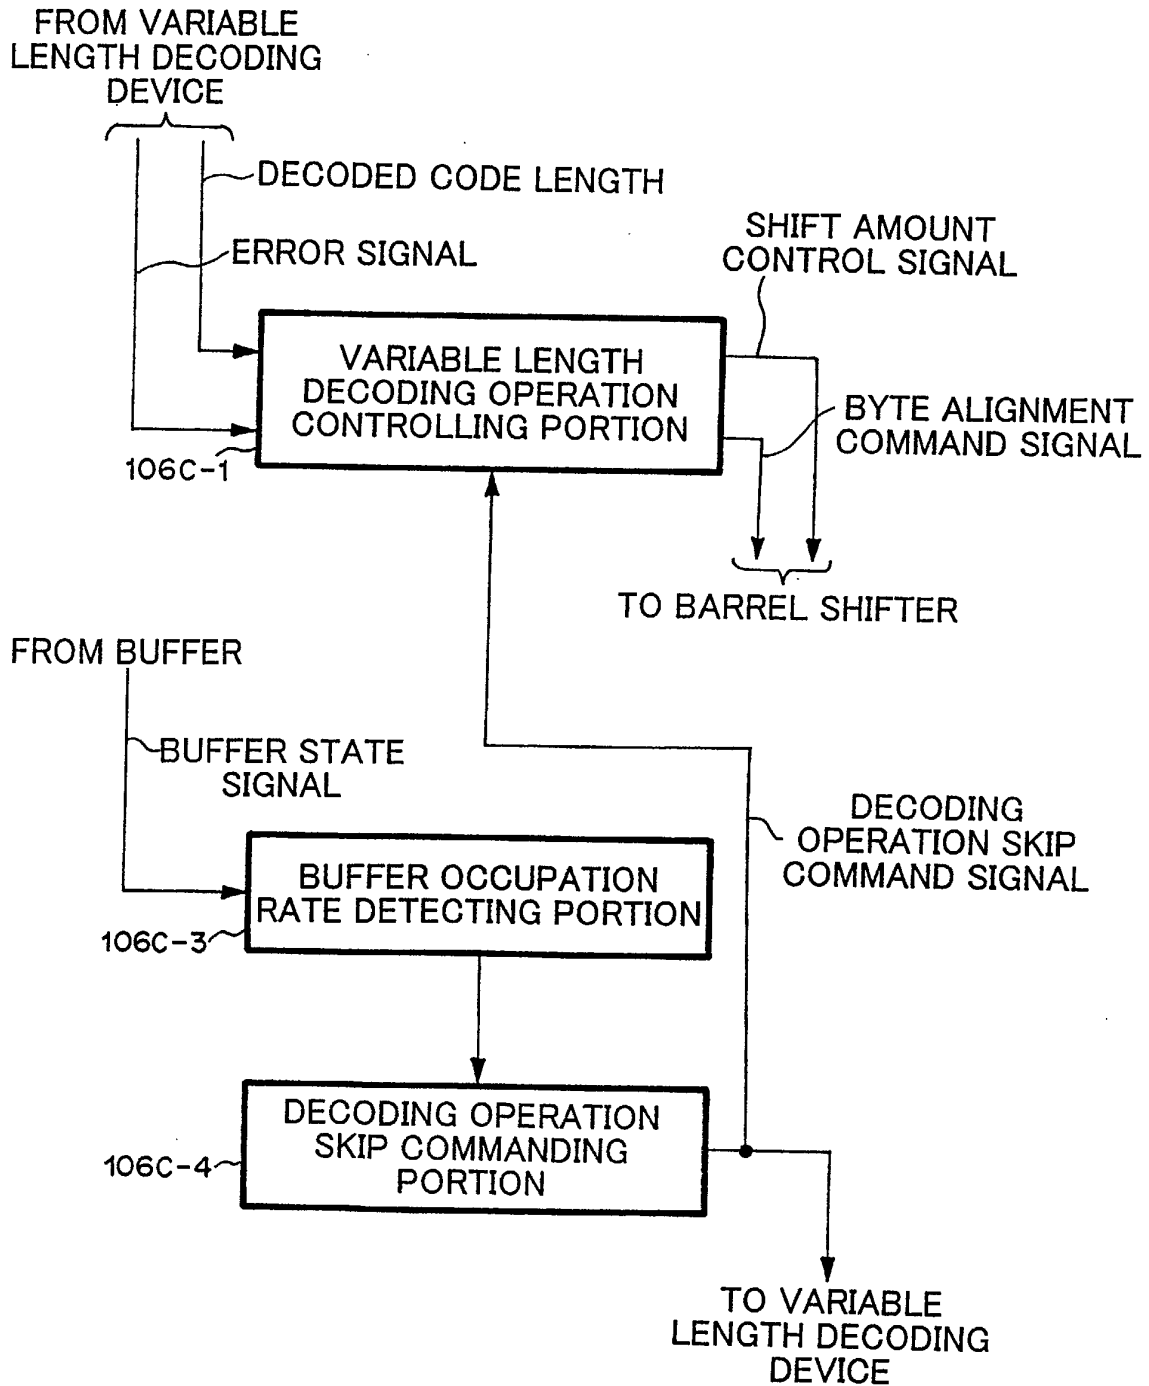 FROM VARIABLE
LENGTH DECODING
DEVICE
DECODED CODE LENGTH
ERROR SIGNAL
SHIFT AMOUNT
CONTROL SIGNAL
VARIABLE LENGTH
DECODING OPERATION
CONTROLLING PORTION
106C-1
BYTE ALIGNMENT
COMMAND SIGNAL
TO BARREL SHIFTER
FROM BUFFER
BUFFER STATE
SIGNAL
DECODING
OPERATION SKIP
COMMAND SIGNAL
BUFFER OCCUPATION
RATE DETECTING PORTION
106C-3
DECODING OPERATION
SKIP COMMANDING
PORTION
106C-4
TO VARIABLE
LENGTH DECODING
DEVICE